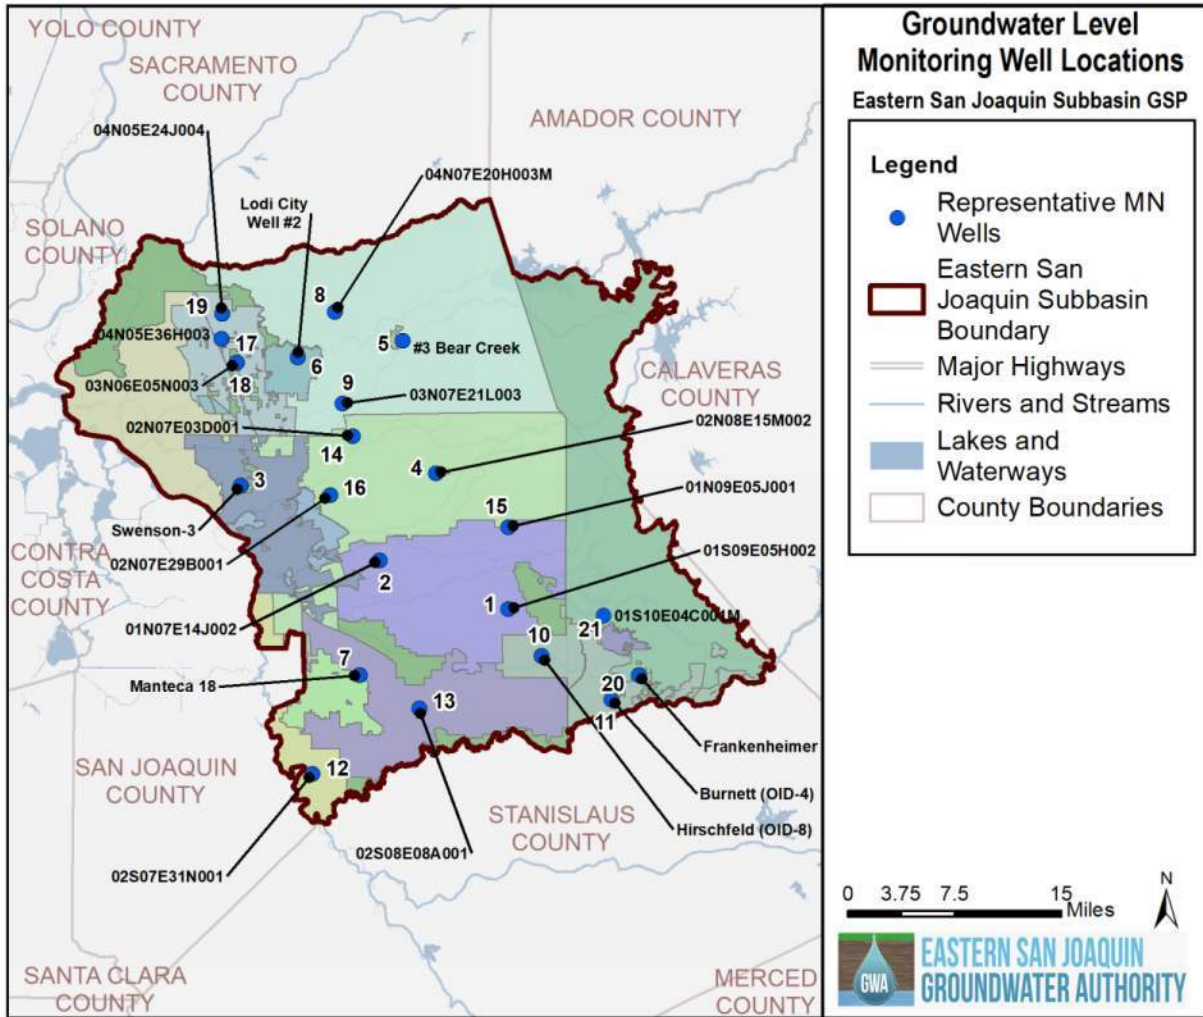 YOLO COUNTY
SACRAMENTO
COUNTY
04N05E24J004
AMADOR COUNTY
04N07E20H003M
Lodi City
Well #2
SOLANO
COUNTY
19
8
04N05E36H003
17
5
#3 Bear Creek
03N06E05N003
18
6
CALAVERAS
COUNTY
9
03N07E21L003
02N07E03D001
14
02N08E15M002
4
3
16
15
01N09E05J001
Swenson-3
CONTRA
COSTA
COUNTY
02N07E29B001
2
01S09E05H002
1
01N07E14J002
21
01S10E04C001M
10
7
Manteca 18
20
13
11
Frankenheimer
12
SAN JOAQUIN
COUNTY
Burnett (OID-4)
STANISLAUS
COUNTY
Hirschfeld (OID-8)
02S08E08A001
02S07E31N001
SANTA CLARA
COUNTY
MERCED
COUNTY
Groundwater Level
Monitoring Well Locations
Eastern San Joaquin Subbasin GSP
Legend
Representative MN
Wells
Eastern San
Joaquin Subbasin
Boundary
Major Highways
Rivers and Streams
Lakes and
Waterways
County Boundaries
N
0 3.75 7.5 15
Miles
GWA
EASTERN SAN JOAQUIN
GROUNDWATER AUTHORITY